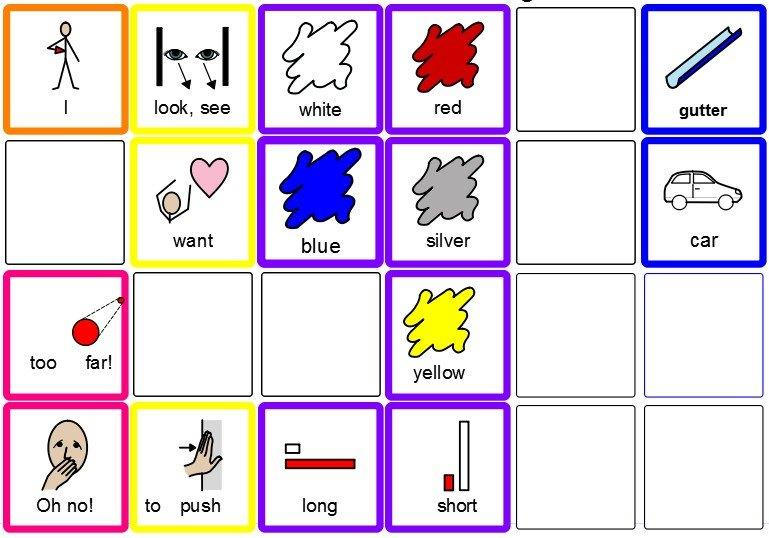 I
look, see
white
red
gutter
want
blue
silver
car
too far!
yellow
Oh no!
to push
long
short